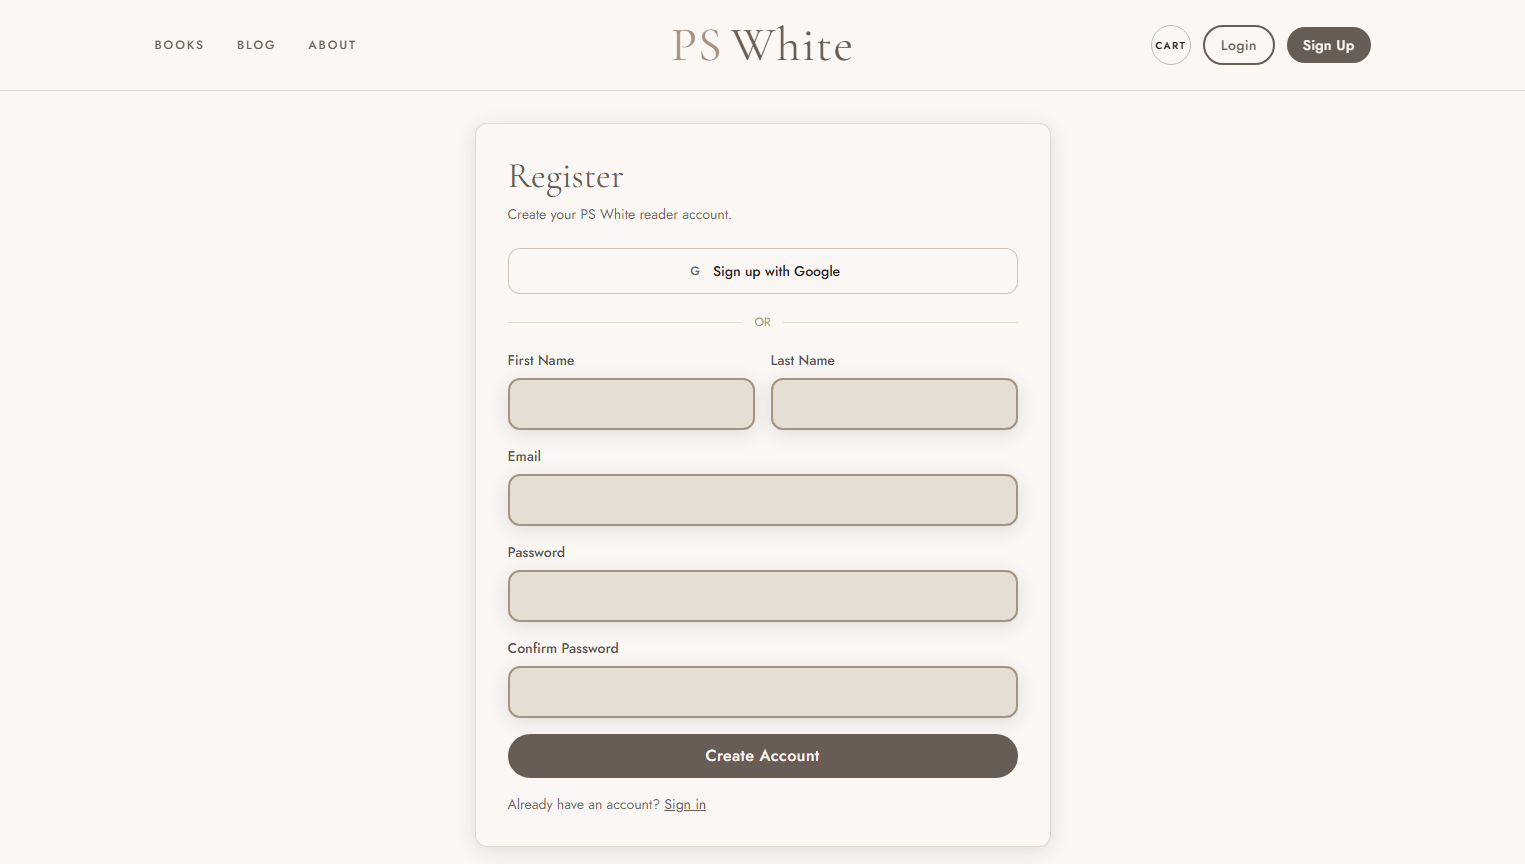 BOOKS BLOG ABOUT PS White CART Login Sign Up
Register
Create your PS White reader account.
G Sign up with Google
OR
First Name Last Name
Email
Password
Confirm Password
Create Account
Already have an account? Sign in